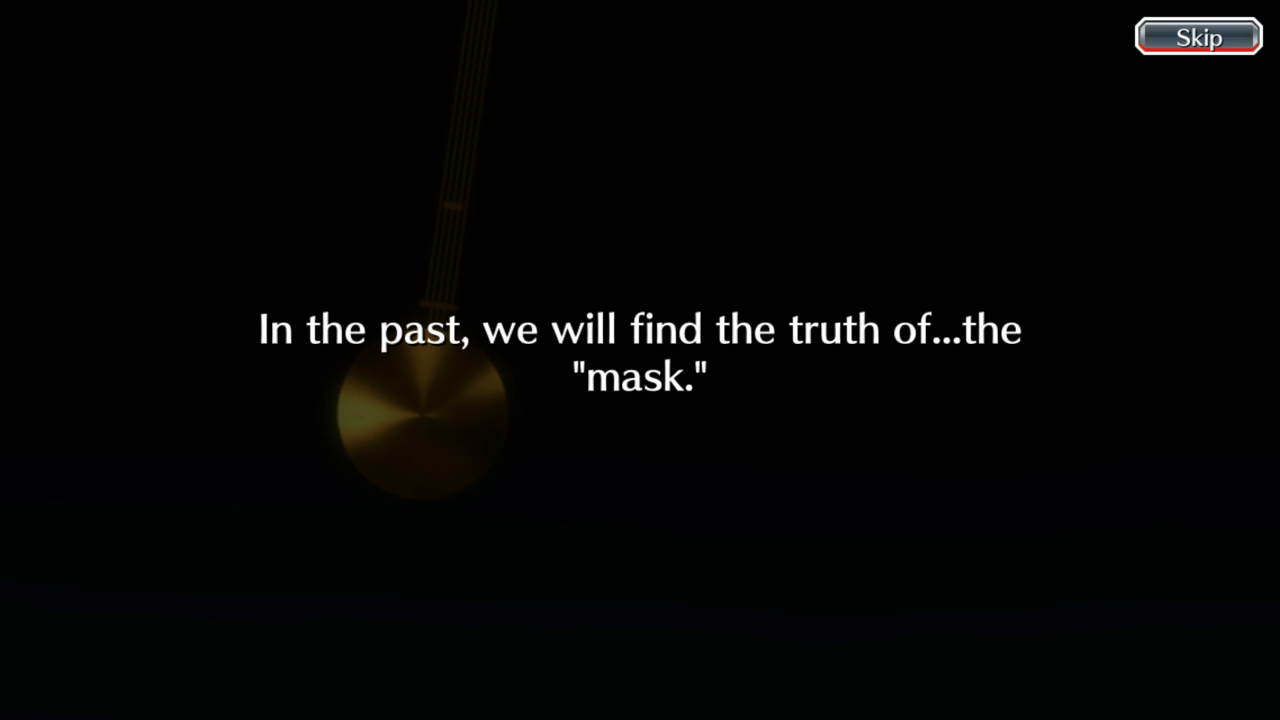 Skip
In the past, we will find the truth of...the
"mask."